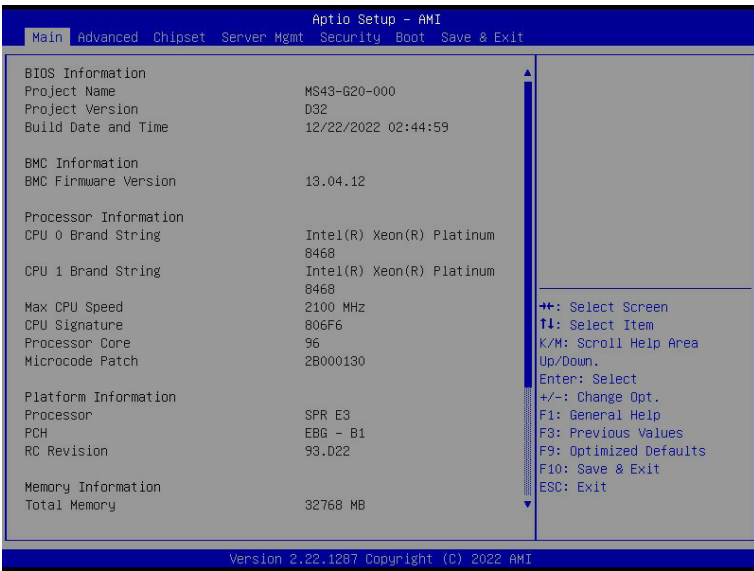 Aptio Setup – AMI
Main Advanced Chipset Server Mgmt Security Boot Save & Exit
BIOS Information
Project Name MS43-G20-000
Project Version D32
Build Date and Time 12/22/2022 02:44:59
BMC Information
BMC Firmware Version 13.04.12
Processor Information
CPU 0 Brand String Intel(R) Xeon(R) Platinum
8468
CPU 1 Brand String Intel(R) Xeon(R) Platinum
8468
Max CPU Speed 2100 MHz
CPU Signature 806F6
Processor Core 96
Microcode Patch 2B000130
Platform Information
Processor SPR E3
PCH EBG - B1
RC Revision 93.D22
Memory Information
Total Memory 32768 MB
→←: Select Screen
↑↓: Select Item
K/M: Scroll Help Area
Up/Down.
Enter: Select
+/-: Change Opt.
F1: General Help
F3: Previous Values
F9: Optimized Defaults
F10: Save & Exit
ESC: Exit
Version 2.22.1287 Copyright (C) 2022 AMI